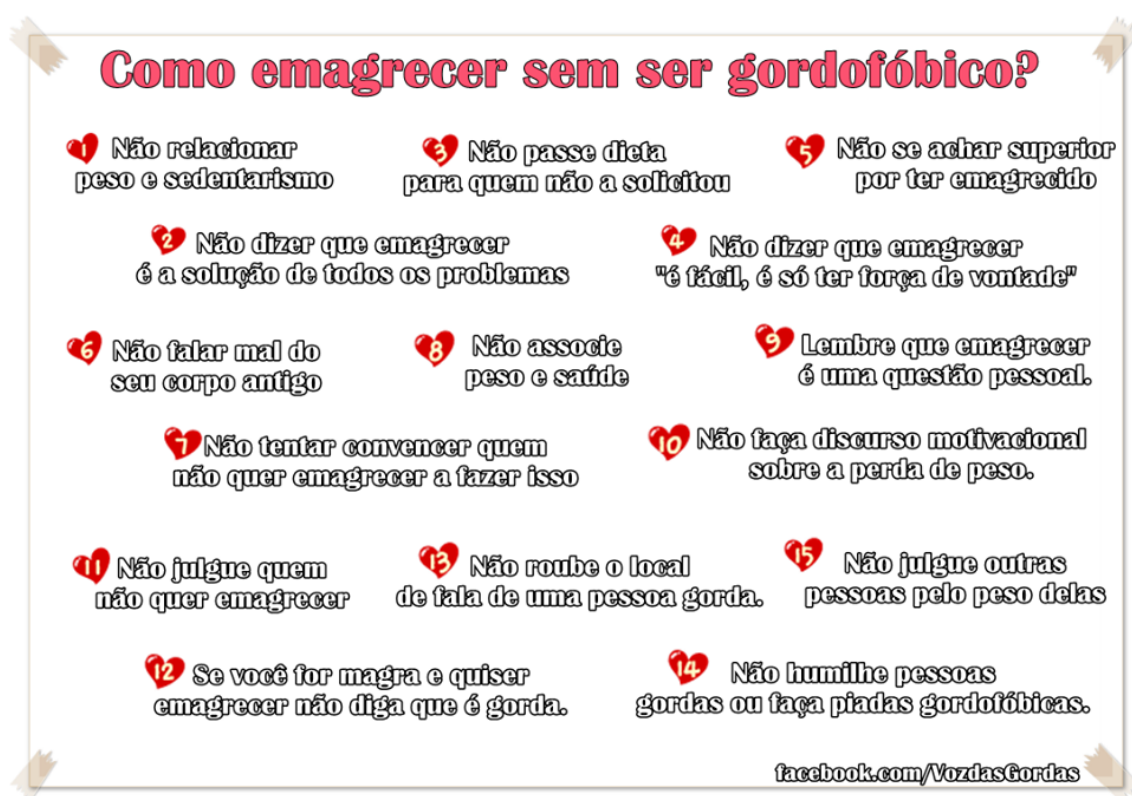 Como emagrecer sem ser gordofóbico?
1 Não relacionar
peso e sedentarismo
2 Não dizer que emagrecer
é a solução de todos os problemas
3 Não passe dieta
para quem não a solicitou
4 Não dizer que emagrecer
"é fácil, é só ter força de vontade"
5 Não se achar superior
por ter emagrecido
6 Não falar mal do
seu corpo antigo
7 Não tentar convencer quem
não quer emagrecer a fazer isso
8 Não associe
peso e saúde
9 Lembre que emagrecer
é uma questão pessoal.
10 Não faça discurso motivacional
sobre a perda de peso.
11 Não julgue quem
não quer emagrecer
12 Se você for magra e quiser
emagrecer não diga que é gorda.
13 Não roube o local
de fala de uma pessoa gorda.
14 Não humilhe pessoas
gordas ou faça piadas gordofóbicas.
15 Não julgue outras
pessoas pelo peso delas
facebook.com/VozdasGordas